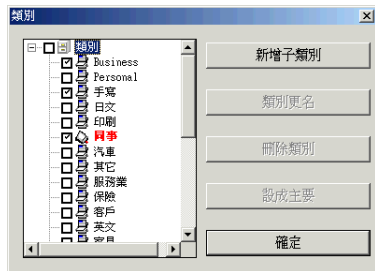 類別
類別
Business
Personal
手寫
日文
印刷
同事
汽車
其它
服務業
保險
客戶
英文
家具
新增子類別
類別更名
刪除類別
設成主要
確定